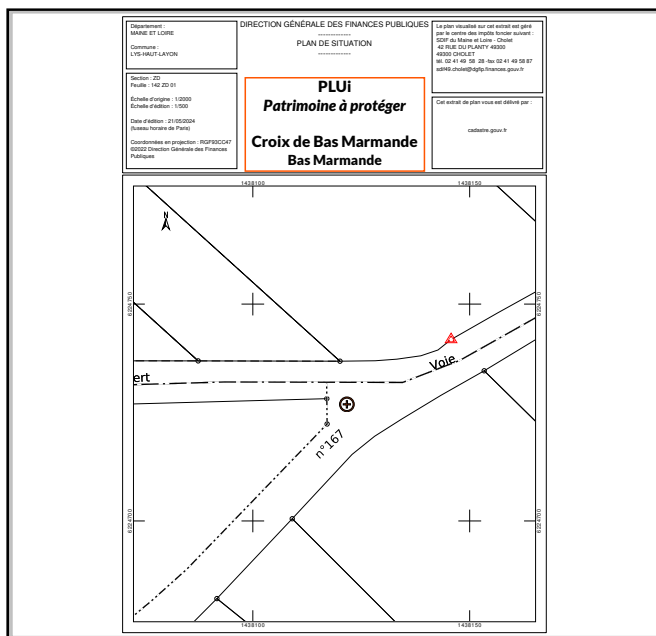 Département :
MAINE ET LOIRE
Commune :
LYS-HAUT-LAYON
Section : ZD
Feuille : 142 ZD 01
Échelle d'origine : 1/2000
Échelle d'édition : 1/500
Date d'édition : 21/05/2024
(fuseau horaire de Paris)
Coordonnées en projection : RGF93CC47
©2022 Direction Générale des Finances
Publiques
DIRECTION GÉNÉRALE DES FINANCES PUBLIQUES
-------------
PLAN DE SITUATION
-------------
PLUi
Patrimoine à protéger
Croix de Bas Marmande
Bas Marmande
Le plan visualisé sur cet extrait est géré
par le centre des impôts foncier suivant :
SDIF du Maine et Loire - Cholet
42 RUE DU PLANTY 49300
49300 CHOLET
tél. 02 41 49 58 28 -fax 02 41 49 58 87
sdif49.cholet@dgfip.finances.gouv.fr
Cet extrait de plan vous est délivré par :
cadastre.gouv.fr
1438100
1438150
N
6224750
6224750
Voie
ert
n°167
6224700
6224700
1438100
1438150